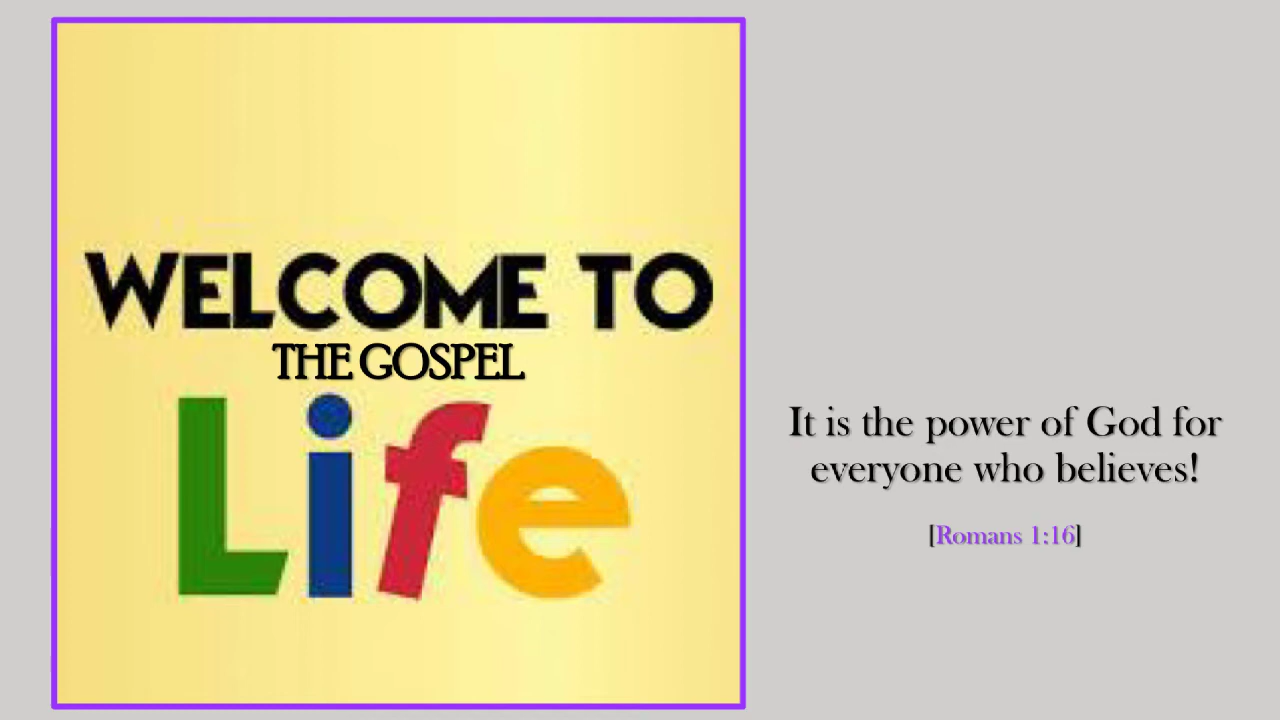 WELCOME TO
THE GOSPEL
Life
It is the power of God for
everyone who believes!
[Romans 1:16]